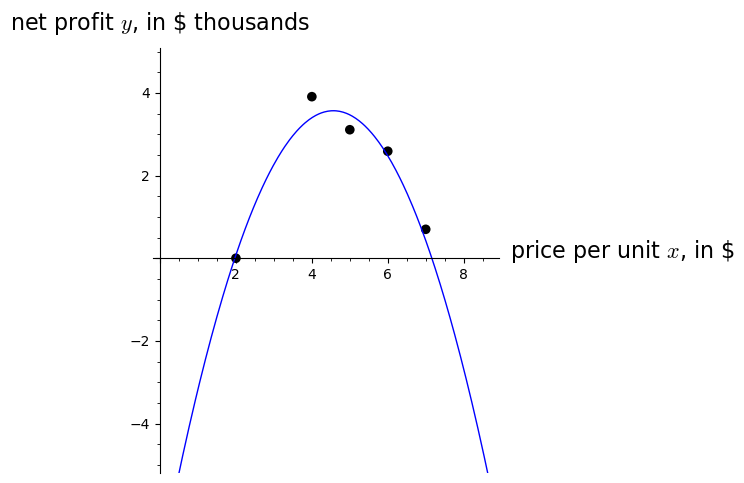 net profit y, in $ thousands
4
2
price per unit x, in $
2 4 6 8
−2
−4